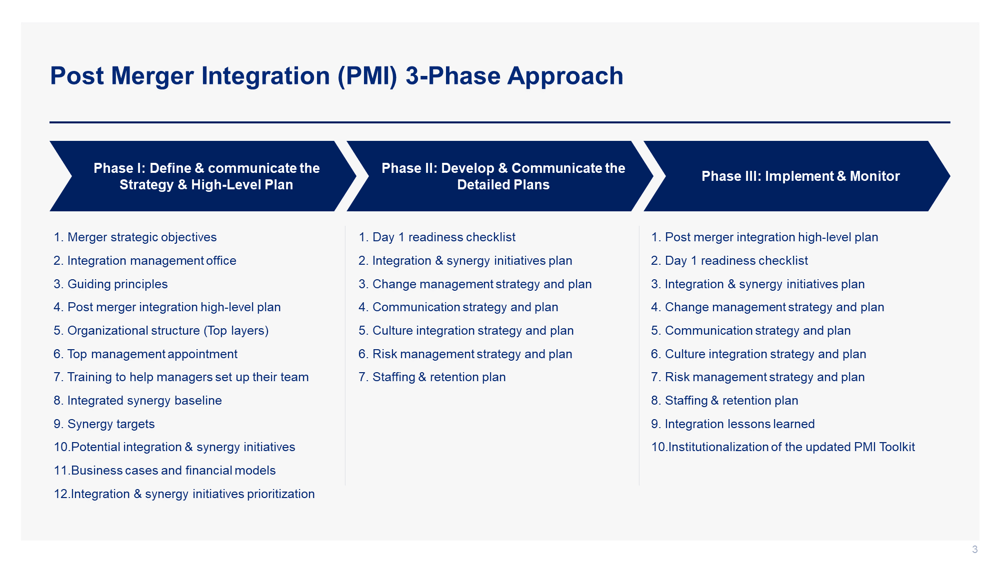 Post Merger Integration (PMI) 3-Phase Approach
Phase I: Define & communicate the
Strategy & High-Level Plan
Phase II: Develop & Communicate the
Detailed Plans
Phase III: Implement & Monitor
1. Merger strategic objectives
2. Integration management office
3. Guiding principles
4. Post merger integration high-level plan
5. Organizational structure (Top layers)
6. Top management appointment
7. Training to help managers set up their team
8. Integrated synergy baseline
9. Synergy targets
10.Potential integration & synergy initiatives
11.Business cases and financial models
12.Integration & synergy initiatives prioritization
1. Day 1 readiness checklist
2. Integration & synergy initiatives plan
3. Change management strategy and plan
4. Communication strategy and plan
5. Culture integration strategy and plan
6. Risk management strategy and plan
7. Staffing & retention plan
1. Post merger integration high-level plan
2. Day 1 readiness checklist
3. Integration & synergy initiatives plan
4. Change management strategy and plan
5. Communication strategy and plan
6. Culture integration strategy and plan
7. Risk management strategy and plan
8. Staffing & retention plan
9. Integration lessons learned
10.Institutionalization of the updated PMI Toolkit
3